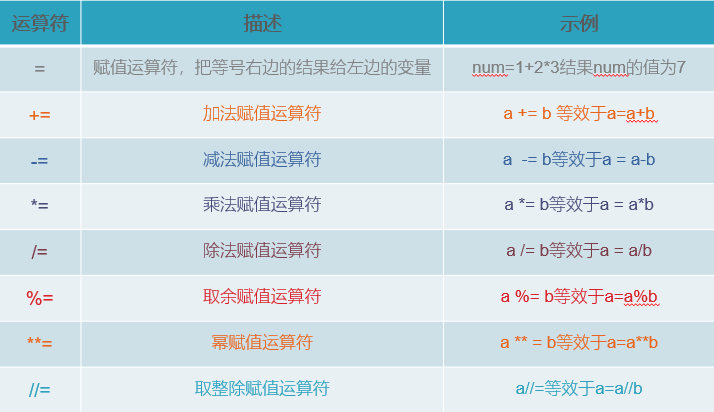 运算符 描述 示例
= 赋值运算符，把等号右边的结果给左边的变量 num=1+2*3结果num的值为7
+= 加法赋值运算符 a += b 等效于a=a+b
-= 减法赋值运算符 a -= b等效于a = a-b
*= 乘法赋值运算符 a *= b等效于a = a*b
/= 除法赋值运算符 a /= b等效于a = a/b
%= 取余赋值运算符 a %= b等效于a=a%b
**= 幂赋值运算符 a ** = b等效于a=a**b
//= 取整除赋值运算符 a//=等效于a=a//b